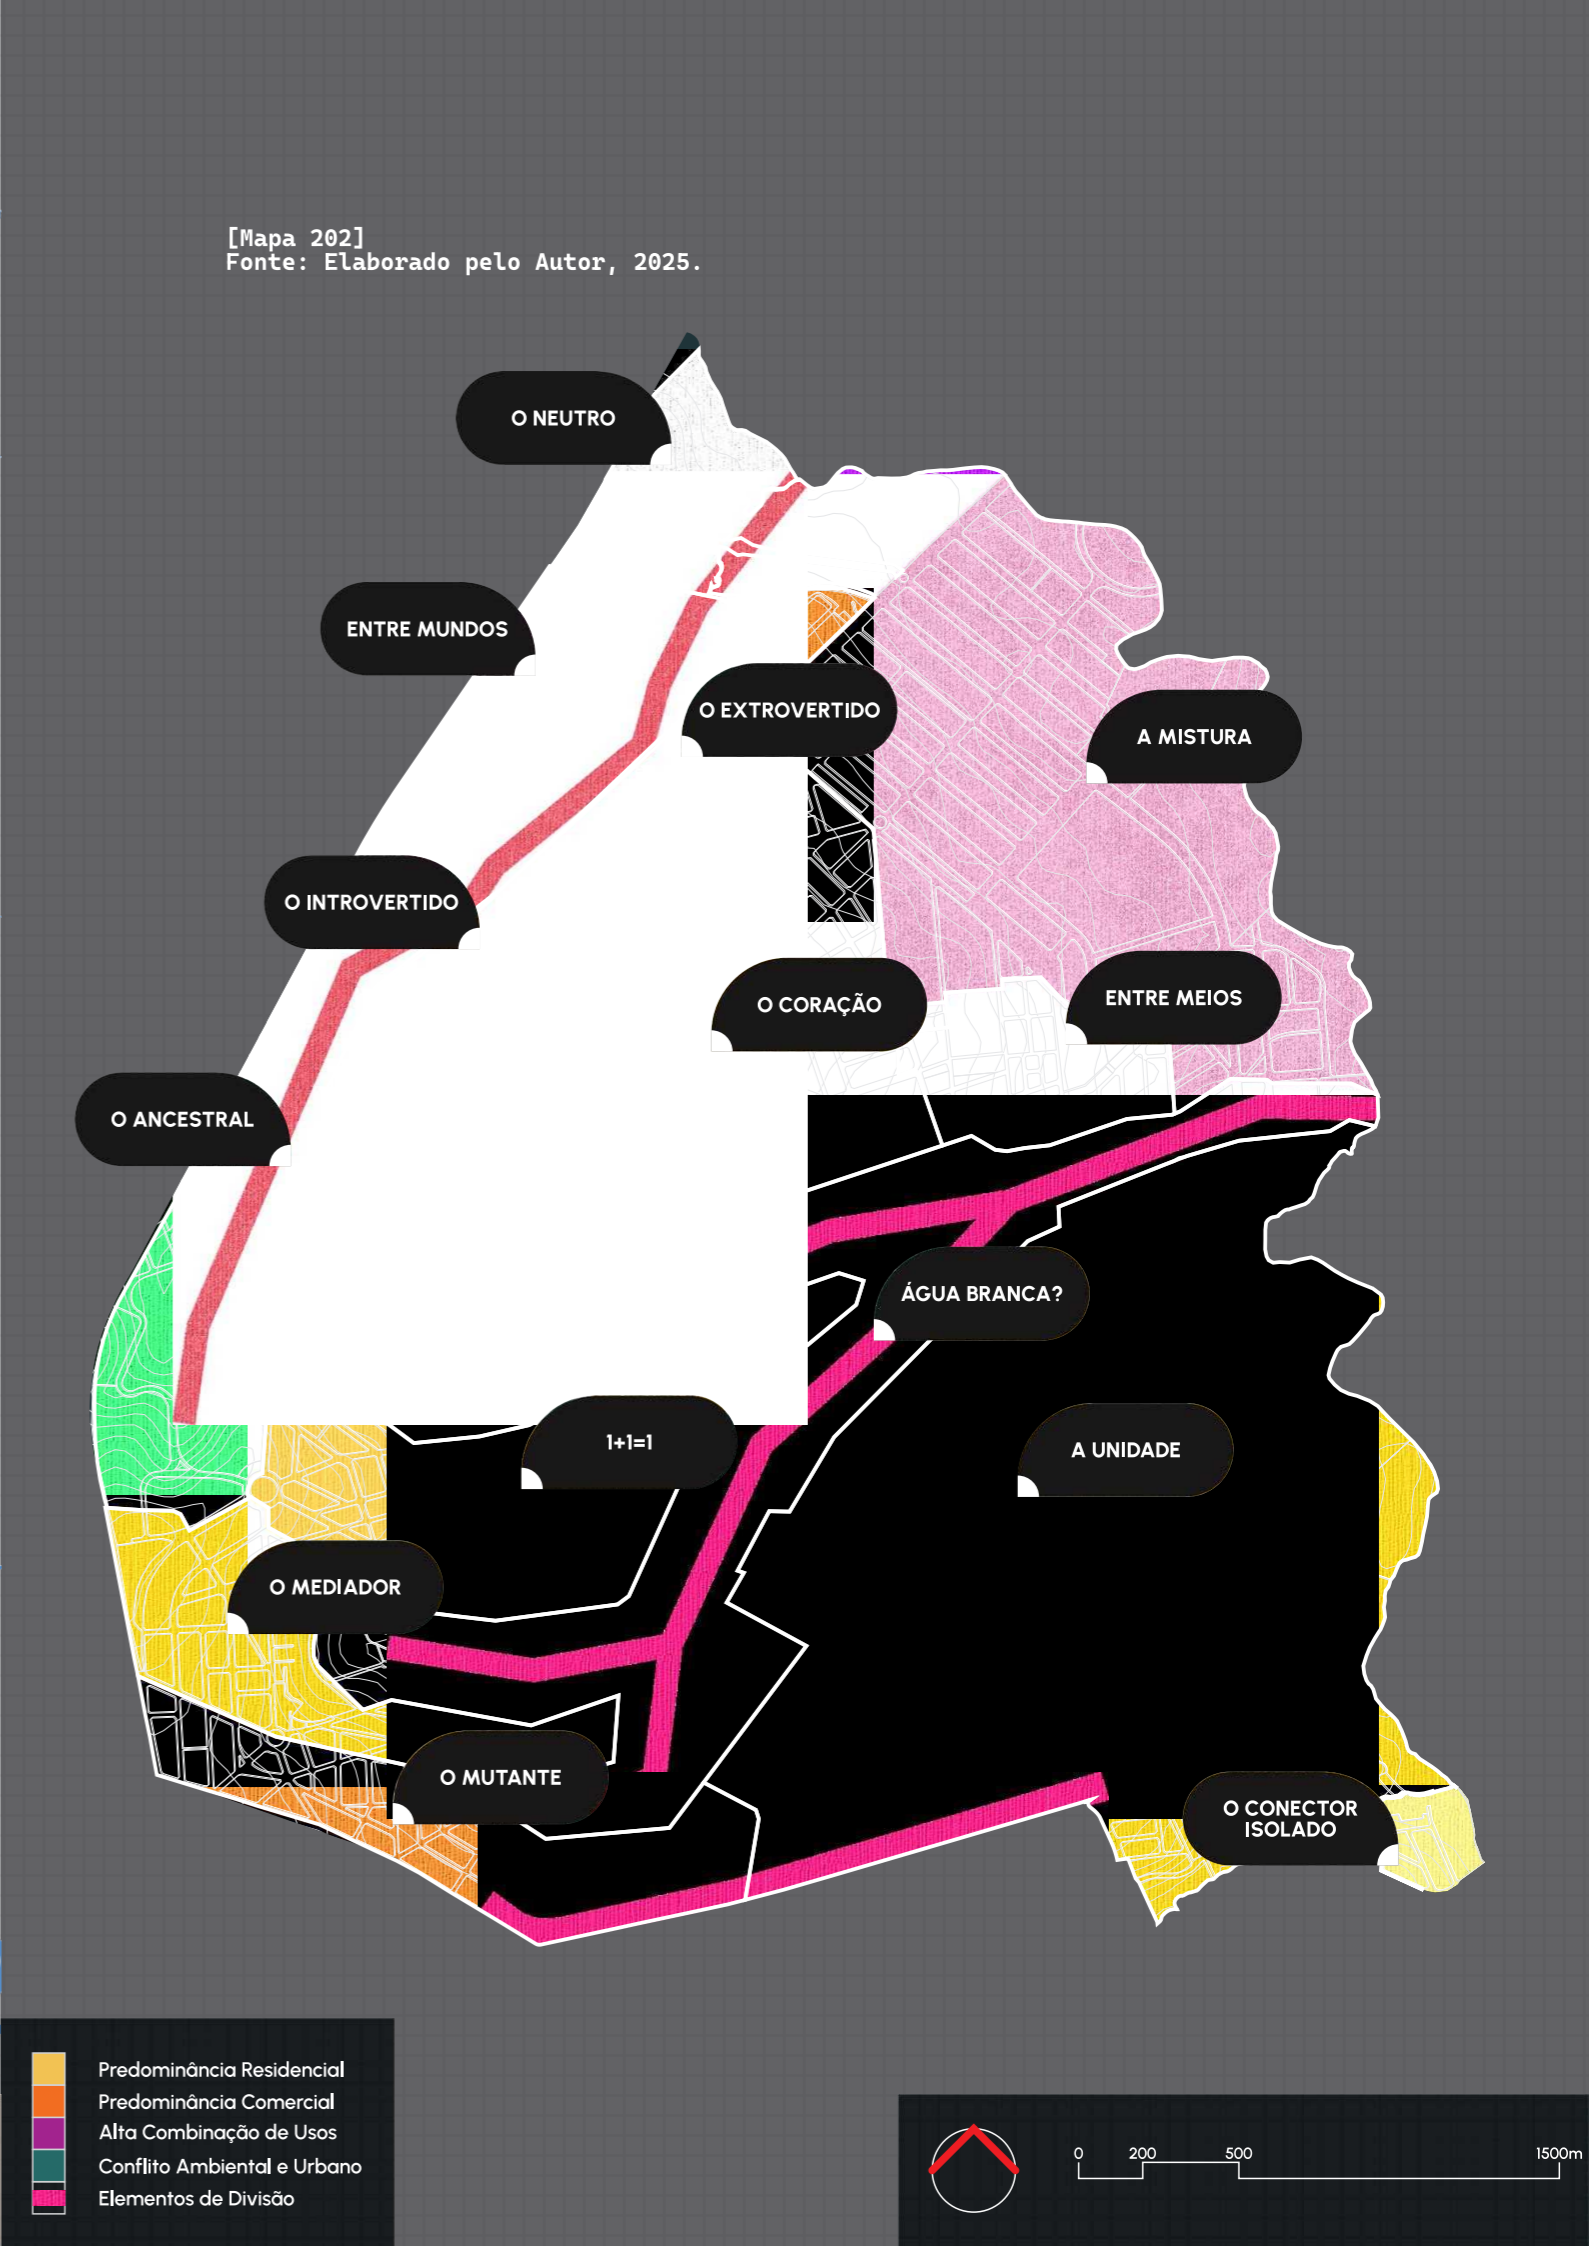 [Mapa 202]
Fonte: Elaborado pelo Autor, 2025.
O NEUTRO
ENTRE MUNDOS
O EXTROVERTIDO
A MISTURA
O INTROVERTIDO
O CORAÇÃO
ENTRE MEIOS
O ANCESTRAL
ÁGUA BRANCA?
1+1=1
A UNIDADE
O MEDIADOR
O MUTANTE
O CONECTOR
ISOLADO
Predominância Residencial
Predominância Comercial
Alta Combinação de Usos
Conflito Ambiental e Urbano
Elementos de Divisão
0 200 500 1500m